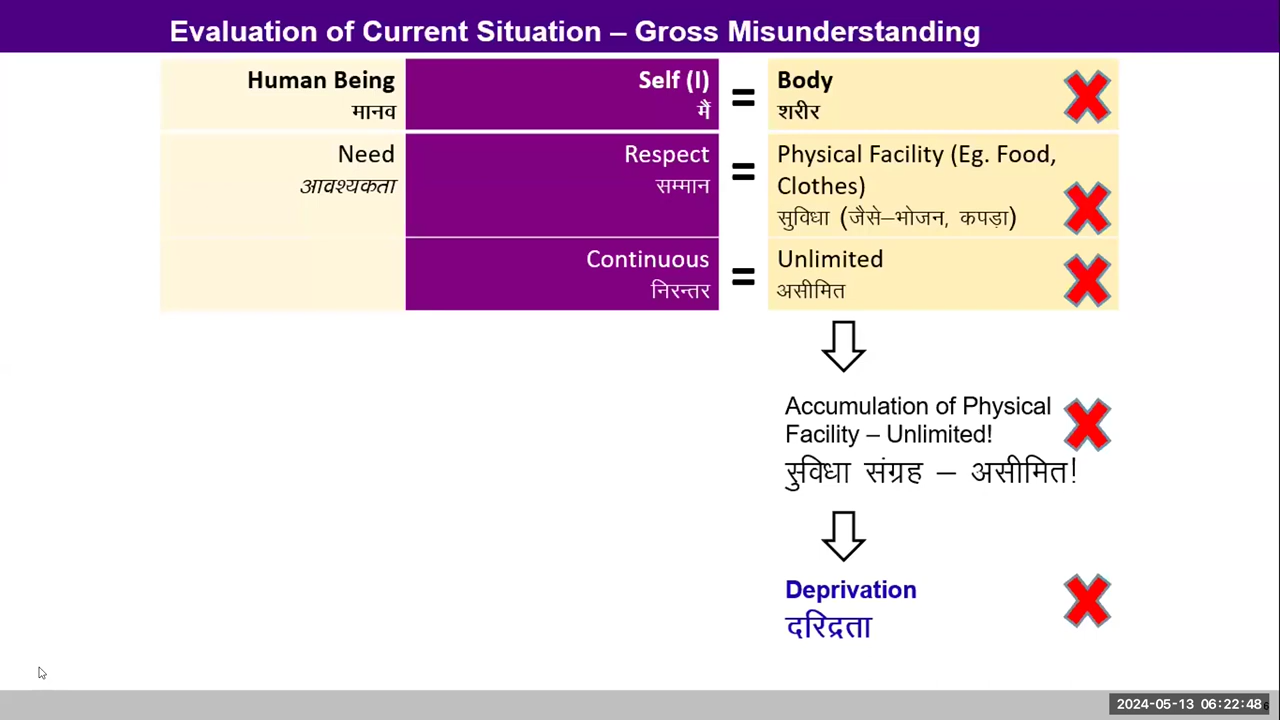 Evaluation of Current Situation – Gross Misunderstanding
Human Being
मानव
Self (I)
मैं
=
Body
शरीर
Need
आवश्यकता
Respect
सम्मान
=
Physical Facility (Eg. Food,
Clothes)
सुविधा (जैसे–भोजन, कपड़ा)
Continuous
निरन्तर
=
Unlimited
असीमित
Accumulation of Physical
Facility – Unlimited!
सुविधा संग्रह – असीमित!
Deprivation
दरिद्रता
2024-05-13 06:22:48
6